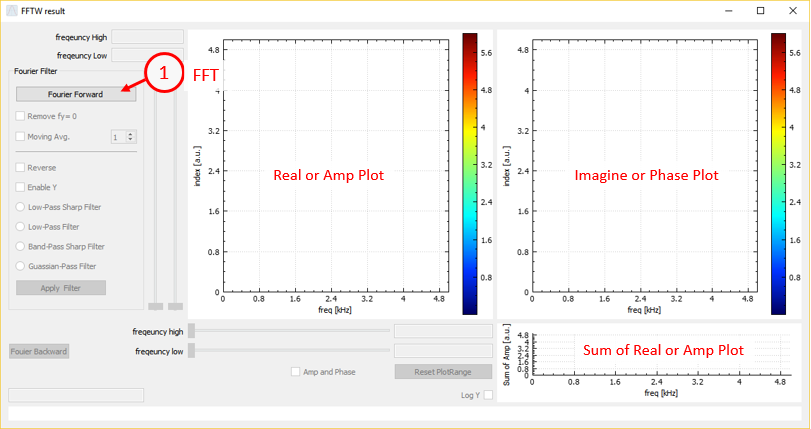 FFTW result
freqeuncy High
freqeuncy Low
Fourier Filter
1
FFT
Fourier Forward
Remove fy= 0
Moving Avg.
1
Reverse
Enable Y
Low-Pass Sharp Filter
Low-Pass Filter
Band-Pass Sharp Filter
Guassian-Pass Filter
Apply Filter
4.8
4
3.2
2.4
1.6
0.8
0
index [a.u.]
Real or Amp Plot
0 0.8 1.6 2.4 3.2 4 4.8
freq [kHz]
5.6
4.8
4
3.2
2.4
1.6
0.8
4.8
4
3.2
2.4
1.6
0.8
0
index [a.u.]
Imagine or Phase Plot
0 0.8 1.6 2.4 3.2 4 4.8
freq [kHz]
5.6
4.8
4
3.2
2.4
1.6
0.8
freqeuncy high
Fouier Backward
freqeuncy low
Amp and Phase
Reset PlotRange
Log Y
Sum of Amp [a.u.]
4.8
4
3.2
2.4
1.6
0.8
0
Sum of Real or Amp Plot
0 0.8 1.6 2.4 3.2 4 4.8
freq [kHz]